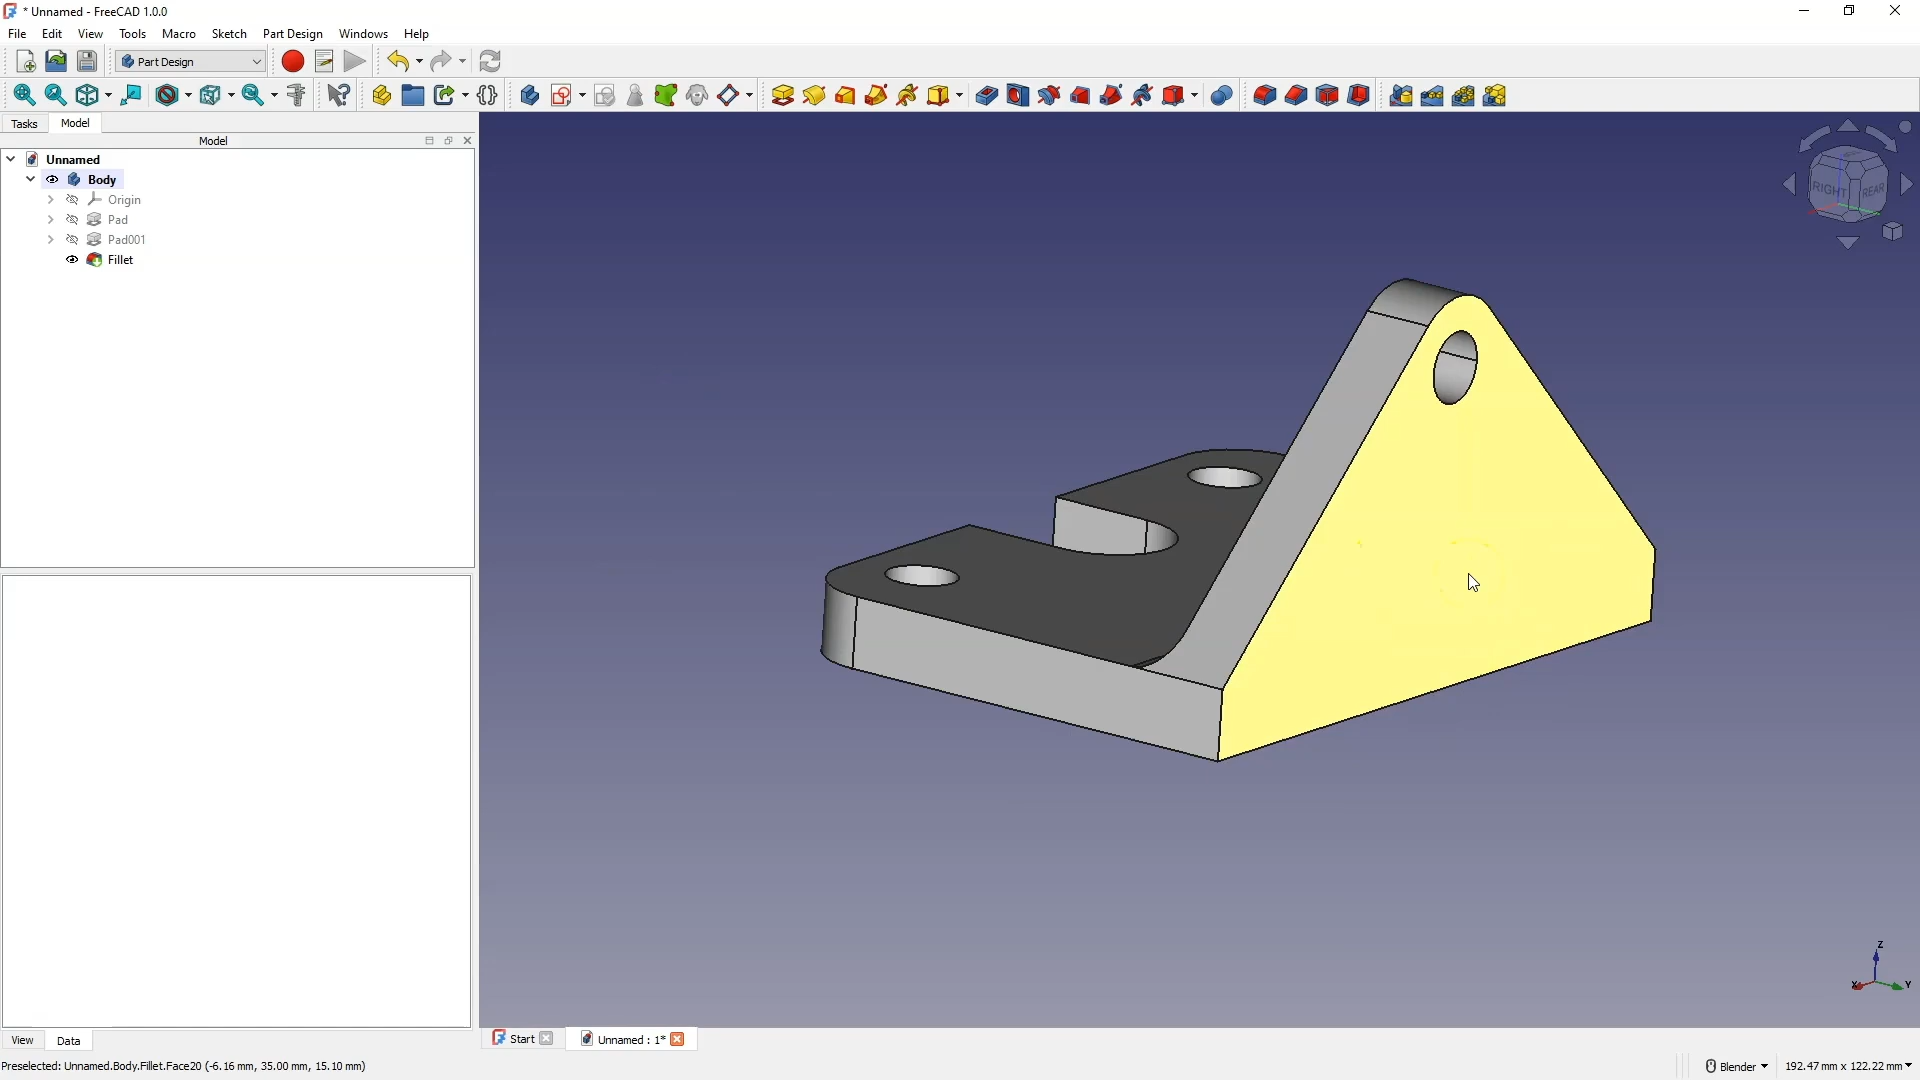 * Unnamed - FreeCAD 1.0.0
File Edit View Tools Macro Sketch Part Design Windows Help
Part Design
Tasks Model
Model
Unnamed
Body
Origin
Pad
Pad001
Fillet
RIGHT REAR
Z
X Y
View Data
Start Unnamed : 1*
Preselected: Unnamed.Body.Fillet.Face20 (-6.16 mm, 35.00 mm, 15.10 mm)
Blender 192.47 mm x 122.22 mm